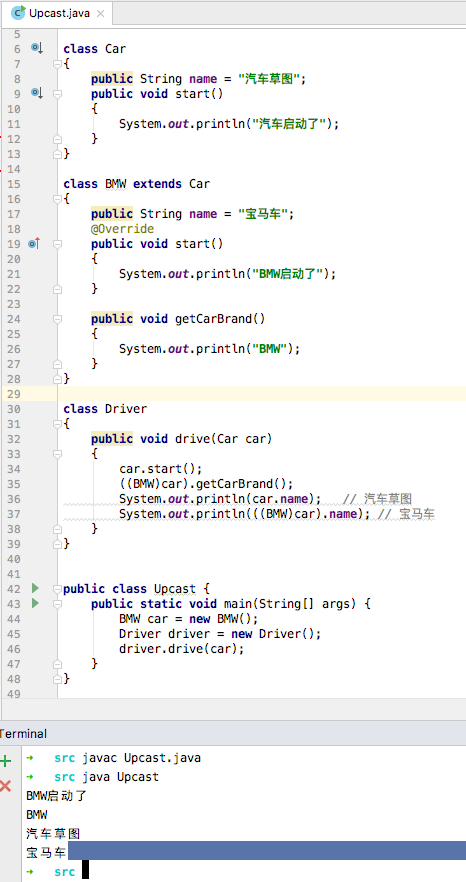 Upcast.java
5
6 class Car
7 {
8 public String name = "汽车草图";
9 public void start()
10 {
11 System.out.println("汽车启动了");
12 }
13 }
14
15 class BMW extends Car
16 {
17 public String name = "宝马车";
18 @Override
19 public void start()
20 {
21 System.out.println("BMW启动了");
22 }
23
24 public void getCarBrand()
25 {
26 System.out.println("BMW");
27 }
28 }
29
30 class Driver
31 {
32 public void drive(Car car)
33 {
34 car.start();
35 ((BMW)car).getCarBrand();
36 System.out.println(car.name); // 汽车草图
37 System.out.println(((BMW)car).name); // 宝马车
38 }
39 }
40
41
42 public class Upcast {
43 public static void main(String[] args) {
44 BMW car = new BMW();
45 Driver driver = new Driver();
46 driver.drive(car);
47 }
48 }
49
Terminal
→ src javac Upcast.java
→ src java Upcast
BMW启动了
BMW
汽车草图
宝马车
→ src